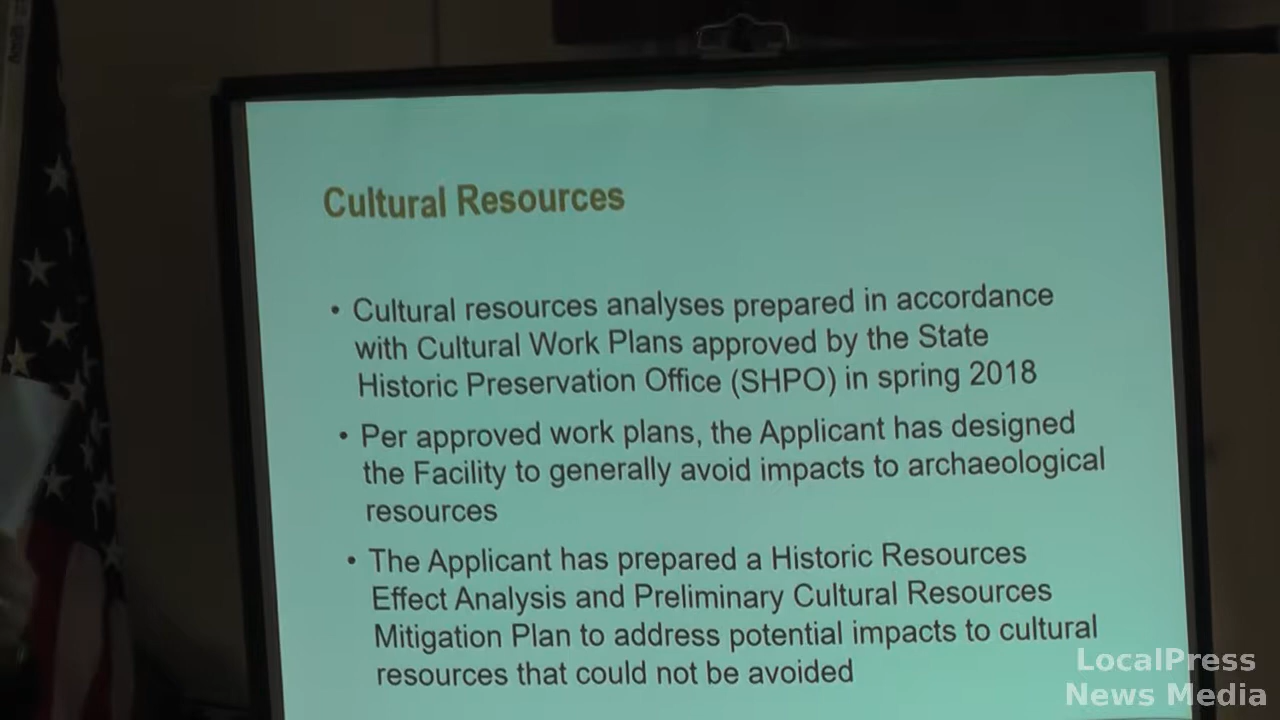 Cultural Resources
• Cultural resources analyses prepared in accordance
with Cultural Work Plans approved by the State
Historic Preservation Office (SHPO) in spring 2018
• Per approved work plans, the Applicant has designed
the Facility to generally avoid impacts to archaeological
resources
• The Applicant has prepared a Historic Resources
Effect Analysis and Preliminary Cultural Resources
Mitigation Plan to address potential impacts to cultural
resources that could not be avoided
LocalPress
News Media